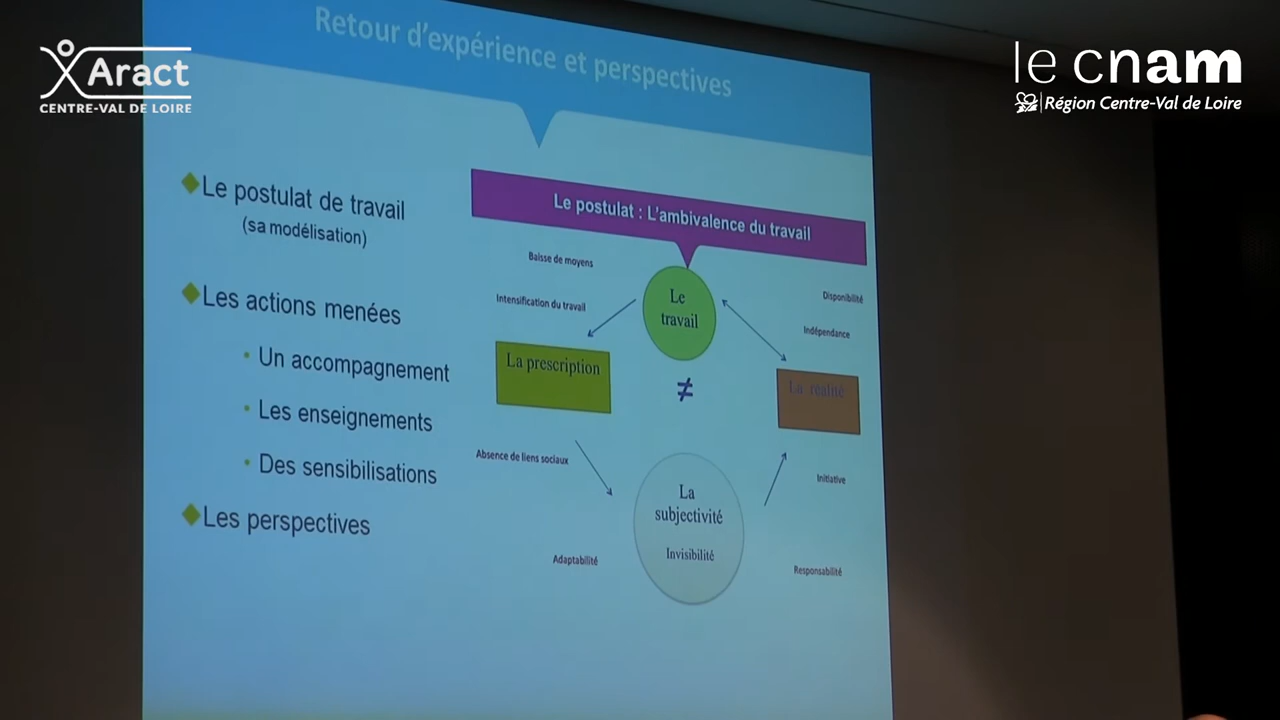 Aract
CENTRE-VAL DE LOIRE
le cnam
Région Centre-Val de Loire
Retour d'expérience et perspectives
Le postulat de travail
(sa modélisation)
Les actions menées
• Un accompagnement
• Les enseignements
• Des sensibilisations
Les perspectives
Le postulat : L'ambivalence du travail
Baisse de moyens
Intensification du travail
Le
travail
Disponibilité
Indépendance
La prescription
≠
La réalité
Absence de liens sociaux
La
subjectivité
Invisibilité
Initiative
Adaptabilité
Responsabilité